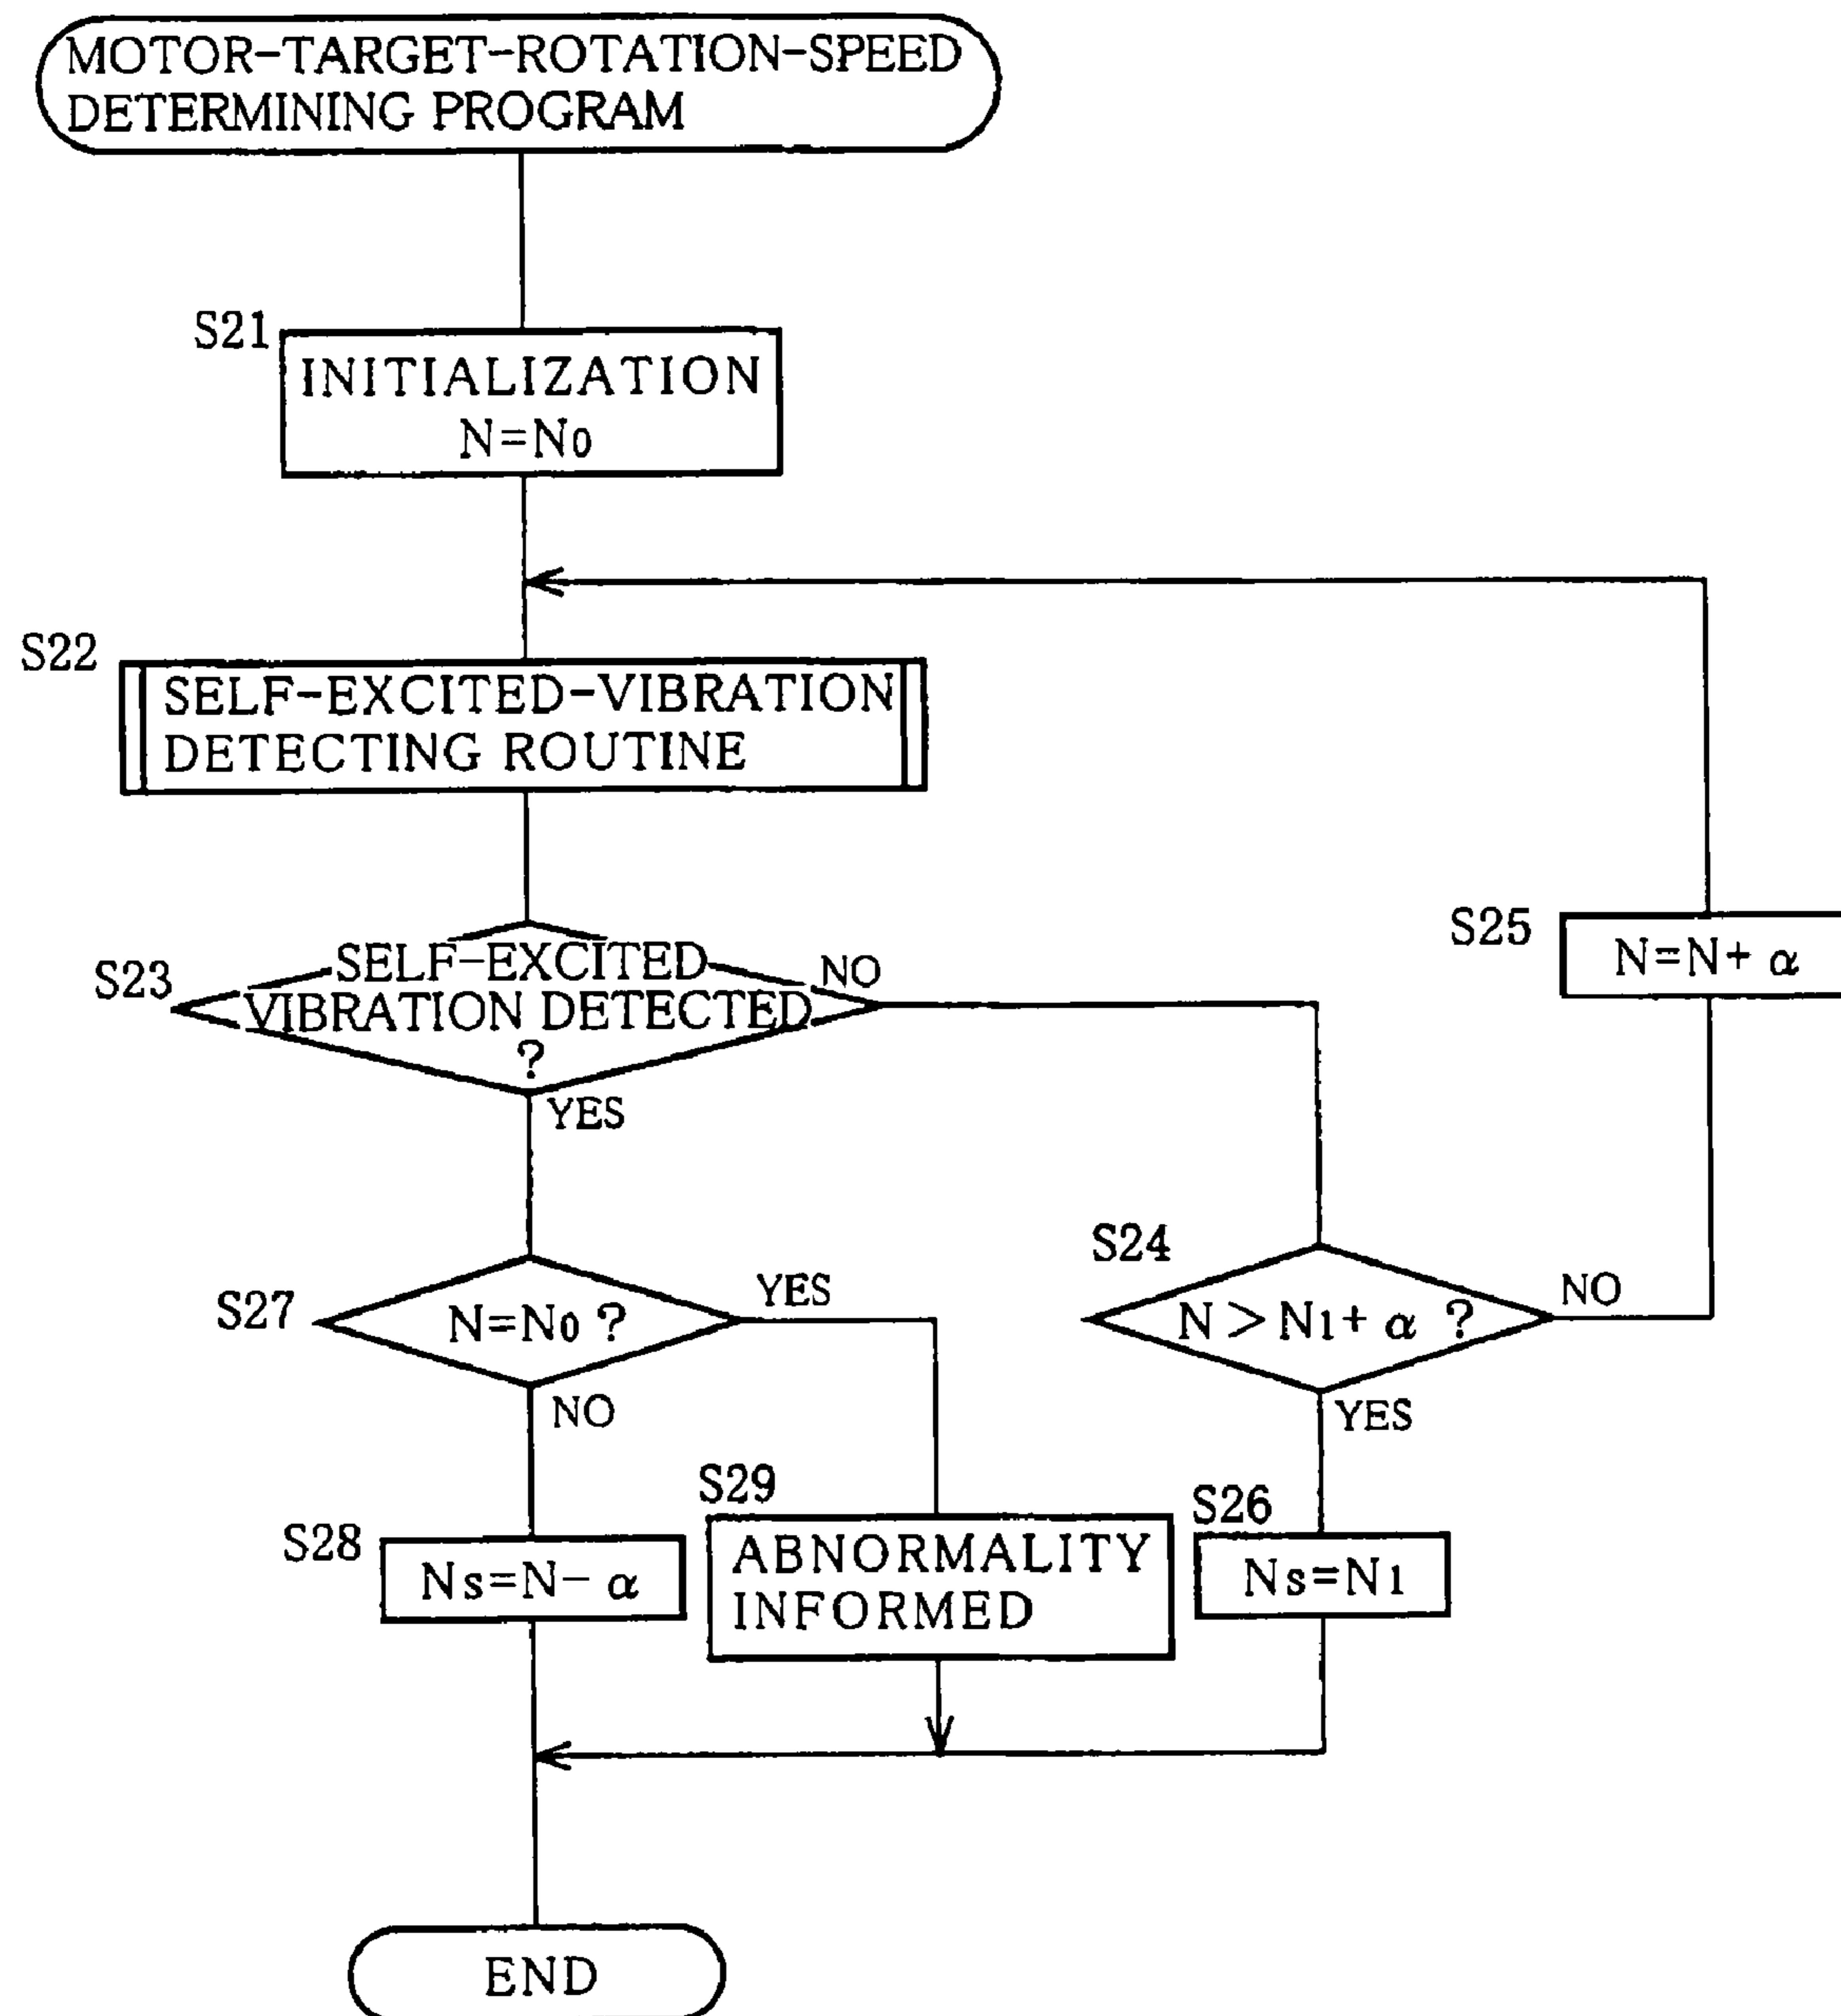 MOTOR-TARGET-ROTATION-SPEED
DETERMINING PROGRAM
S21
INITIALIZATION
N=N0
S22
SELF-EXCITED-VIBRATION
DETECTING ROUTINE
S23
SELF-EXCITED
VIBRATION DETECTED
?
NO
YES
S25
N=N+ α
S24
N > N1+ α ?
NO
YES
S27
N=N0 ?
YES
NO
S28
Ns=N- α
S29
ABNORMALITY
INFORMED
S26
Ns=N1
END